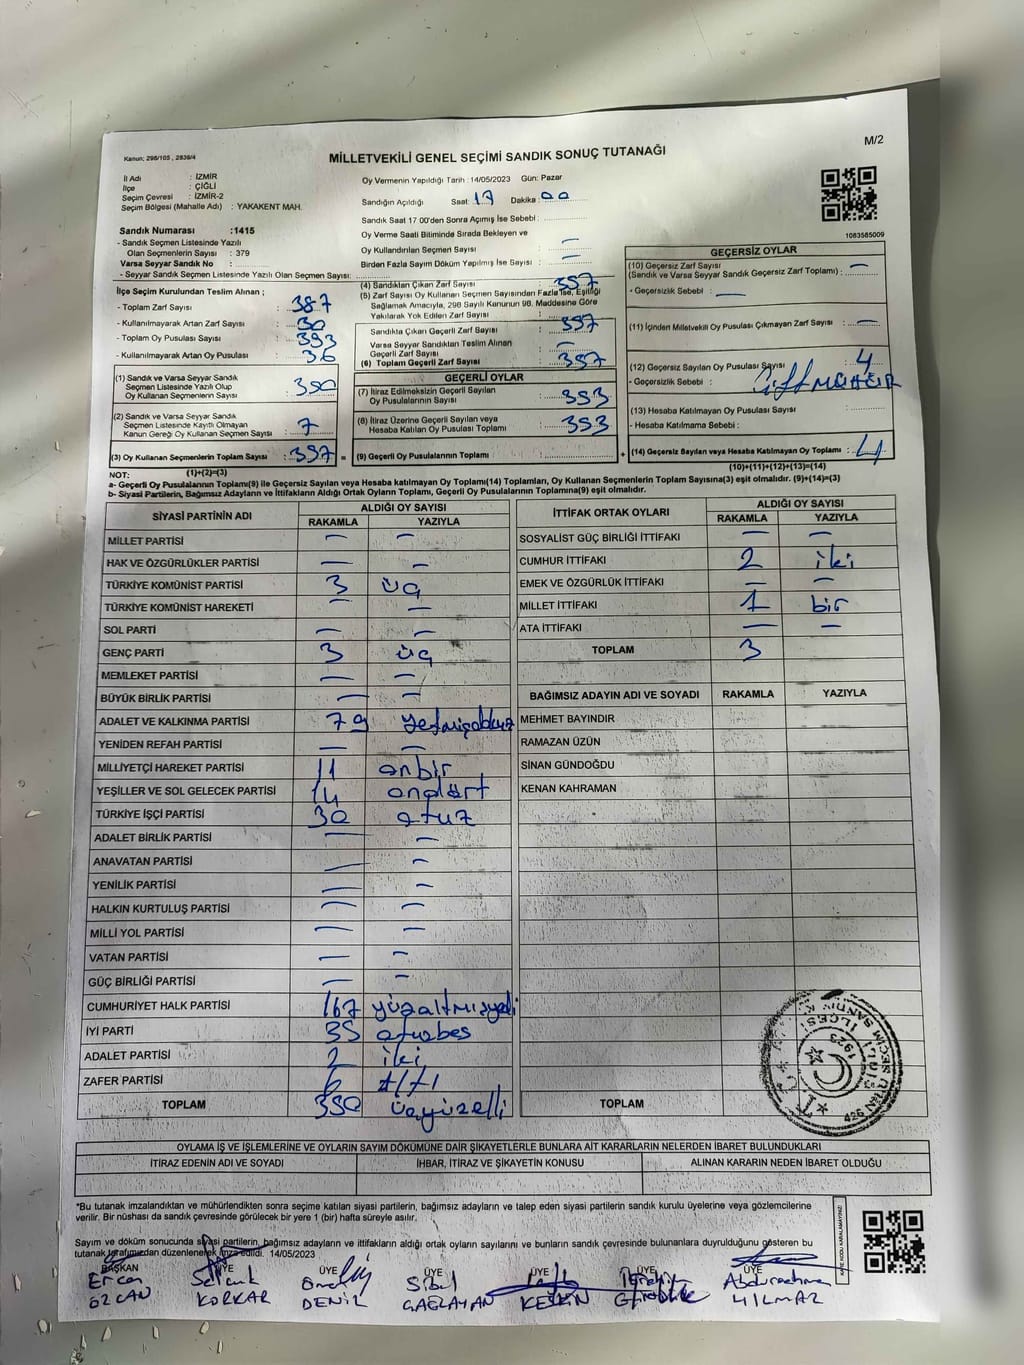 M/2
Kanun; 298/105 , 2839/4
MİLLETVEKİLİ GENEL SEÇİMİ SANDIK SONUÇ TUTANAĞI
İl Adı : İZMİR
İlçe : ÇİĞLİ
Seçim Çevresi : İZMİR-2
Seçim Bölgesi (Mahalle Adı) : YAKAKENT MAH.
Sandık Numarası :1415
- Sandık Seçmen Listesinde Yazılı
Olan Seçmenlerin Sayısı : 379
Varsa Seyyar Sandık No :
- Seyyar Sandık Seçmen Listesinde Yazılı Olan Seçmen Sayısı:
Oy Vermenin Yapıldığı Tarih : 14/05/2023 Gün: Pazar
Sandığın Açıldığı Saat: 17 Dakika : 00
Sandık Saat 17:00'den Sonra Açılmış İse Sebebi :
Oy Verme Saati Bitiminde Sırada Bekleyen ve
Oy Kullandırılan Seçmen Sayısı : —
Birden Fazla Sayım Döküm Yapılmış İse Sayısı : —
1083585009
İlçe Seçim Kurulundan Teslim Alınan ;
- Toplam Zarf Sayısı : 387
- Kullanılmayarak Artan Zarf Sayısı : 30
- Toplam Oy Pusulası Sayısı : 393
- Kullanılmayarak Artan Oy Pusulası : 36
(1) Sandık ve Varsa Seyyar Sandık
Seçmen Listesinde Yazılı Olup
Oy Kullanan Seçmenlerin Sayısı : 350
(2) Sandık ve Varsa Seyyar Sandık
Seçmen Listesinde Kayıtlı Olmayan
Kanun Gereği Oy Kullanan Seçmen Sayısı : 7
(3) Oy Kullanan Seçmenlerin Toplam Sayısı : 357 =
(1)+(2)=(3)
(4) Sandıktan Çıkan Zarf Sayısı : 357
(5) Zarf Sayısı Oy Kullanan Seçmen Sayısından Fazla İse, Eşitliği
Sağlamak Amacıyla, 298 Sayılı Kanunun 98. Maddesine Göre
Yakılarak Yok Edilen Zarf Sayısı :
Sandıkta Çıkan Geçerli Zarf Sayısı : 357
Varsa Seyyar Sandıktan Teslim Alınan
Geçerli Zarf Sayısı : —
(6) Toplam Geçerli Zarf Sayısı : 357
GEÇERLİ OYLAR
(7) İtiraz Edilmeksizin Geçerli Sayılan
Oy Pusulalarının Sayısı : 353
(8) İtiraz Üzerine Geçerli Sayılan veya
Hesaba Katılan Oy Pusulası Toplamı : 353
(9) Geçerli Oy Pusulalarının Toplamı : +
GEÇERSİZ OYLAR
(10) Geçersiz Zarf Sayısı
(Sandık ve Varsa Seyyar Sandık Geçersiz Zarf Toplamı) : —
- Geçersizlik Sebebi : —
(11) İçinden Milletvekili Oy Pusulası Çıkmayan Zarf Sayısı : —
(12) Geçersiz Sayılan Oy Pusulası Sayısı : 4
- Geçersizlik Sebebi : Çift MÜHÜR
(13) Hesaba Katılmayan Oy Pusulası Sayısı :
- Hesaba Katılmama Sebebi :
(14) Geçersiz Sayılan veya Hesaba Katılmayan Oy Toplamı : 4
(10)+(11)+(12)+(13)=(14)
NOT:
a- Geçerli Oy Pusulalarının Toplamı(9) ile Geçersiz Sayılan veya Hesaba katılmayan Oy Toplamı(14) Toplamları, Oy Kullanan Seçmenlerin Toplam Sayısına(3) eşit olmalıdır. (9)+(14)=(3)
b- Siyasi Partilerin, Bağımsız Adayların ve İttifakların Aldığı Ortak Oyların Toplamı, Geçerli Oy Pusulalarının Toplamına(9) eşit olmalıdır.
SİYASİ PARTİNİN ADI ALDIĞI OY SAYISI
RAKAMLA YAZIYLA
MİLLET PARTİSİ — —
HAK VE ÖZGÜRLÜKLER PARTİSİ — —
TÜRKİYE KOMÜNİST PARTİSİ 3 üç
TÜRKİYE KOMÜNİST HAREKETİ — —
SOL PARTİ — —
GENÇ PARTİ 3 üç
MEMLEKET PARTİSİ — —
BÜYÜK BİRLİK PARTİSİ — —
ADALET VE KALKINMA PARTİSİ 79 yetmişdokuz
YENİDEN REFAH PARTİSİ — —
MİLLİYETÇİ HAREKET PARTİSİ 11 onbir
YEŞİLLER VE SOL GELECEK PARTİSİ 14 ondört
TÜRKİYE İŞÇİ PARTİSİ 30 otuz
ADALET BİRLİK PARTİSİ — —
ANAVATAN PARTİSİ — —
YENİLİK PARTİSİ — —
HALKIN KURTULUŞ PARTİSİ — —
MİLLİ YOL PARTİSİ — —
VATAN PARTİSİ — —
GÜÇ BİRLİĞİ PARTİSİ — —
CUMHURİYET HALK PARTİSİ 167 yüzaltmışyedi
İYİ PARTİ 35 otuzbeş
ADALET PARTİSİ 2 iki
ZAFER PARTİSİ 6 altı
TOPLAM 350 üçyüzelli
İTTİFAK ORTAK OYLARI ALDIĞI OY SAYISI
RAKAMLA YAZIYLA
SOSYALİST GÜÇ BİRLİĞİ İTTİFAKI — —
CUMHUR İTTİFAKI 2 iki
EMEK VE ÖZGÜRLÜK İTTİFAKI — —
MİLLET İTTİFAKI 1 bir
ATA İTTİFAKI — —
TOPLAM 3
BAĞIMSIZ ADAYIN ADI VE SOYADI RAKAMLA YAZIYLA
MEHMET BAYINDIR
RAMAZAN ÜZÜN
SİNAN GÜNDOĞDU
KENAN KAHRAMAN
TOPLAM
OYLAMA İŞ VE İŞLEMLERİNE VE OYLARIN SAYIM DÖKÜMÜNE DAİR ŞİKAYETLERLE BUNLARA AİT KARARLARIN NELERDEN İBARET BULUNDUKLARI
İTİRAZ EDENİN ADI VE SOYADI İHBAR, İTİRAZ VE ŞİKAYETİN KONUSU ALINAN KARARIN NEDEN İBARET OLDUĞU
*Bu tutanak imzalandıktan ve mühürlendikten sonra seçime katılan siyasi partilerin, bağımsız adayların ve talep eden siyasi partilerin sandık kurulu üyelerine veya gözlemcilerine
verilir. Bir nüshası da sandık çevresinde görülecek bir yere 1 (bir) hafta süreyle asılır.
Sayım ve döküm sonucunda siyasi partilerin, bağımsız adayların ve ittifakların aldığı ortak oyların sayılarını ve bunların sandık çevresinde bulunanlara duyrulduğunu gösteren bu
tutanak tarafımızdan düzenlenerek imza edildi. 14/05/2023
BAŞKAN ÜYE ÜYE ÜYE ÜYE ÜYE
Ercan Selcuk Sibel Abdurrahman
ÖZCAN KORKAR DENİZ ÇAĞLAYAN KESKİN YILMAZ